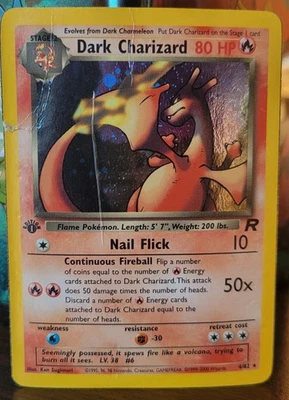 Evolves from Dark Charmeleon Put Dark Charizard on the Stage 1 card
STAGE 2
Dark Charizard 80 HP
Flame Pokémon. Length: 5' 7", Weight: 200 lbs.
1
R
Nail Flick 10
Continuous Fireball Flip a number
of coins equal to the number of Energy
cards attached to Dark Charizard. This attack
does 50 damage times the number of heads.
Discard a number of Energy cards
attached to Dark Charizard equal to the
number of heads.
50x
weakness resistance retreat cost
-30
Seemingly possessed, it spews fire like a volcano, trying to
burn all it sees. LV. 38 #6
4/82